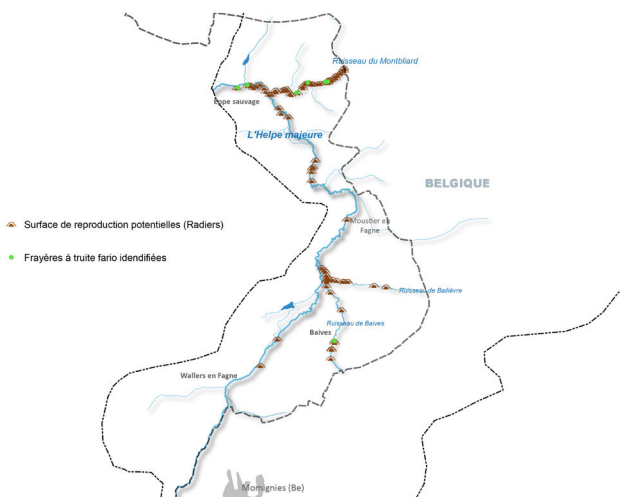 Ruisseau du Montbliard
Eppe sauvage
L'Helpe majeure
BELGIQUE
Surface de reproduction potentielles (Radiers)
Moustier en
Fagne
Frayères à truite fario idendifiées
Ruisseau de Balièvre
Ruisseau de Baives
Baives
Wallers en Fagne
Momignies (Be)